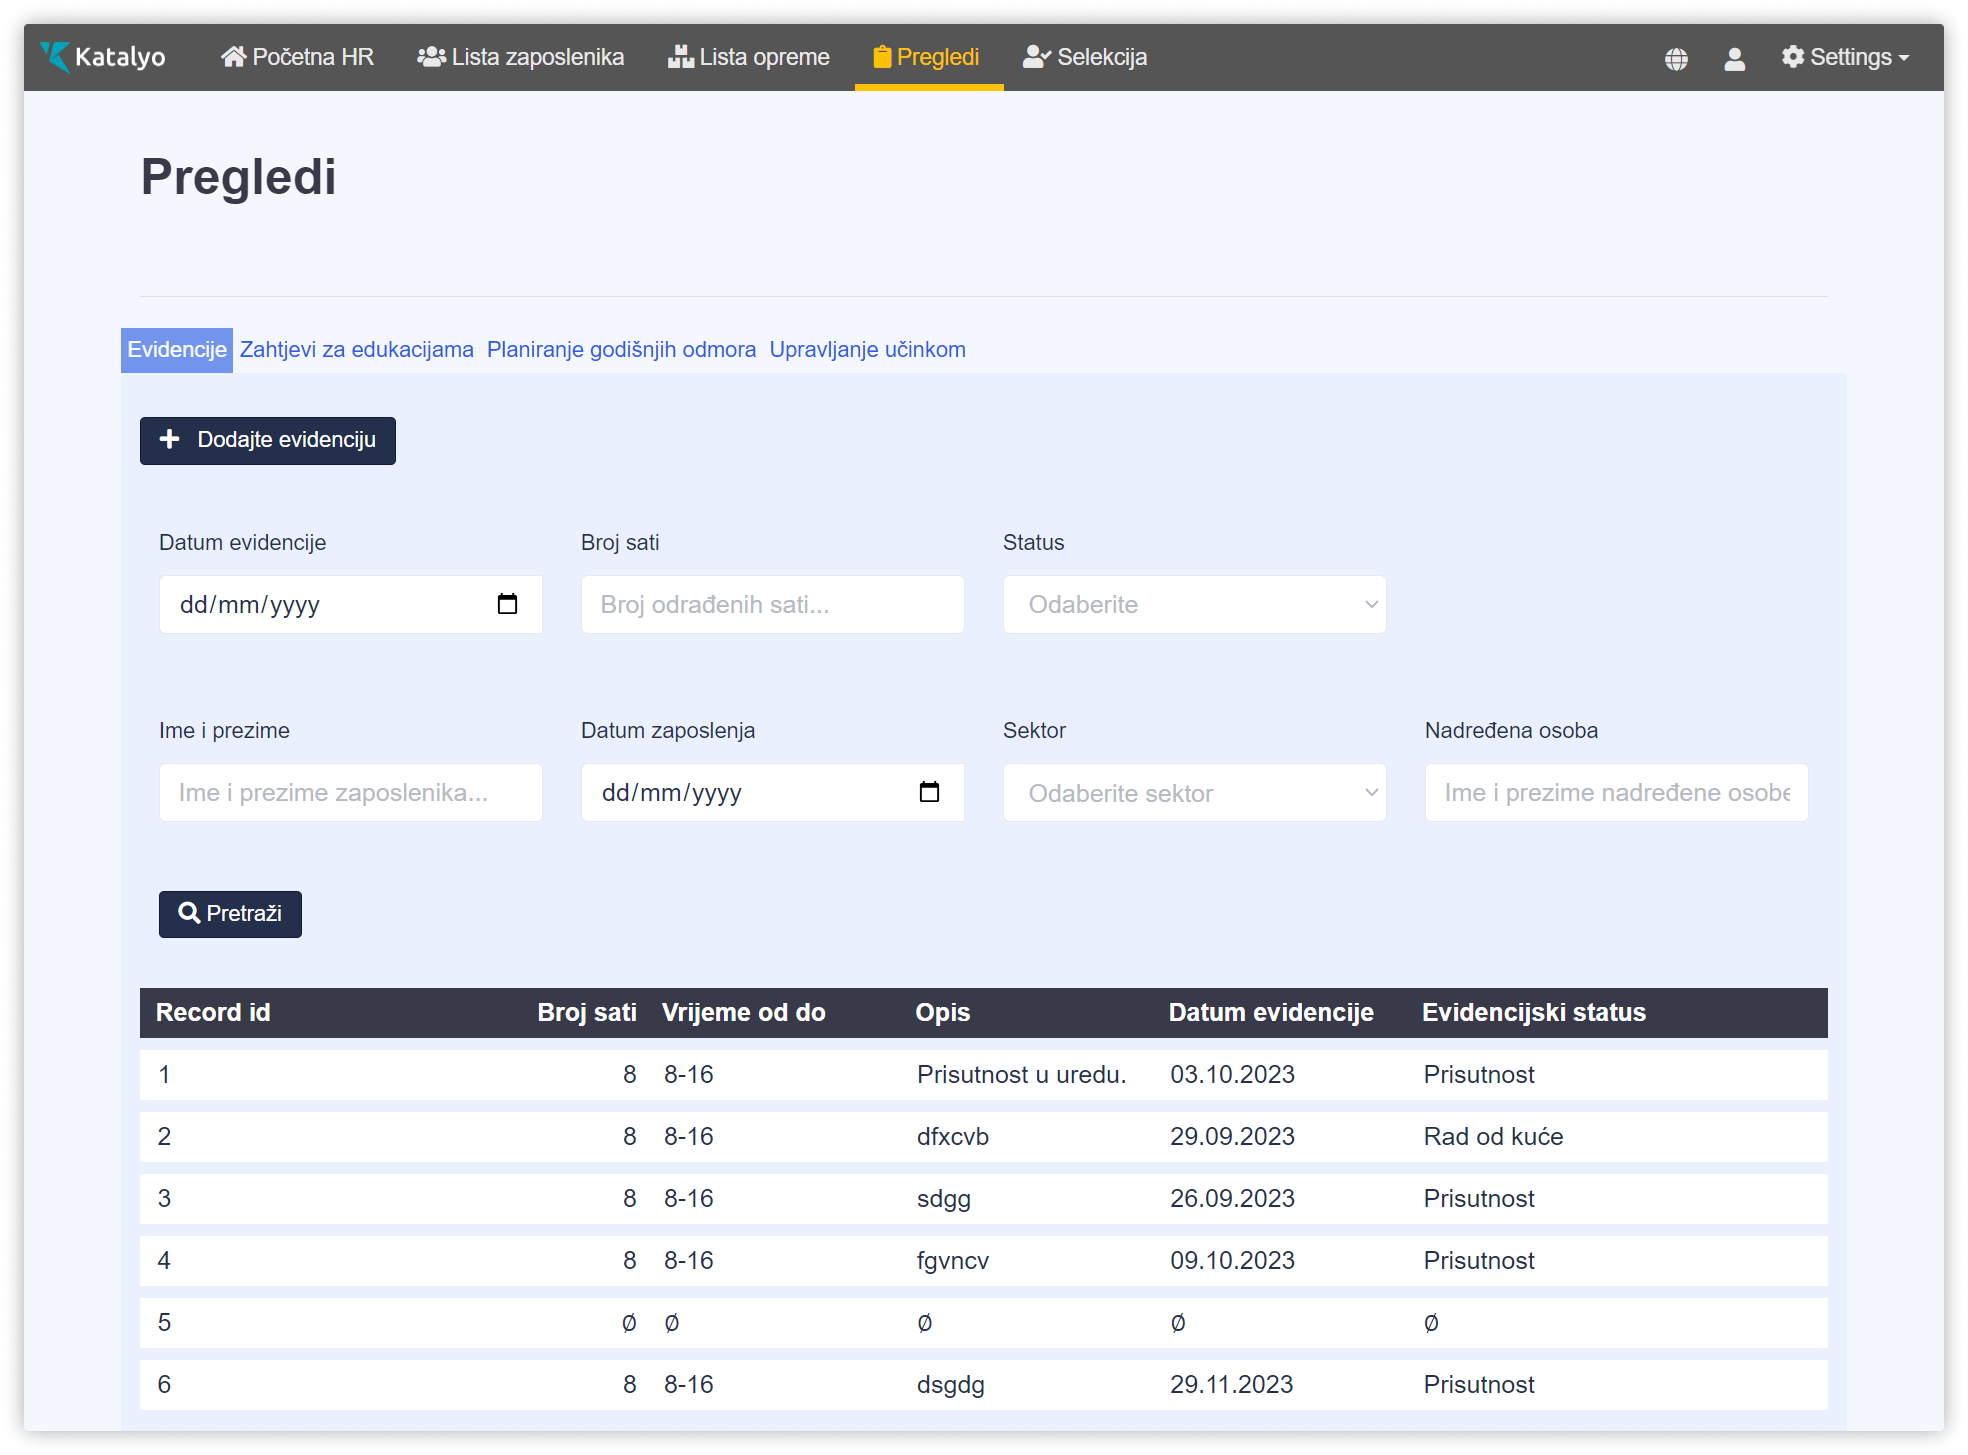 Katalyo Početna HR Lista zaposlenika Lista opreme Pregledi Selekcija Settings
Pregledi
Evidencije Zahtjevi za edukacijama Planiranje godišnjih odmora Upravljanje učinkom
Dodajte evidenciju
Datum evidencije Broj sati Status
dd/mm/yyyy Broj odrađenih sati... Odaberite
Ime i prezime Datum zaposlenja Sektor Nadređena osoba
Ime i prezime zaposlenika... dd/mm/yyyy Odaberite sektor Ime i prezime nadređene osobe
Pretraži
Record id Broj sati Vrijeme od do Opis Datum evidencije Evidencijski status
1 8 8-16 Prisutnost u uredu. 03.10.2023 Prisutnost
2 8 8-16 dfxcvb 29.09.2023 Rad od kuće
3 8 8-16 sdgg 26.09.2023 Prisutnost
4 8 8-16 fgvncv 09.10.2023 Prisutnost
5 Ø Ø Ø Ø Ø
6 8 8-16 dsgdg 29.11.2023 Prisutnost